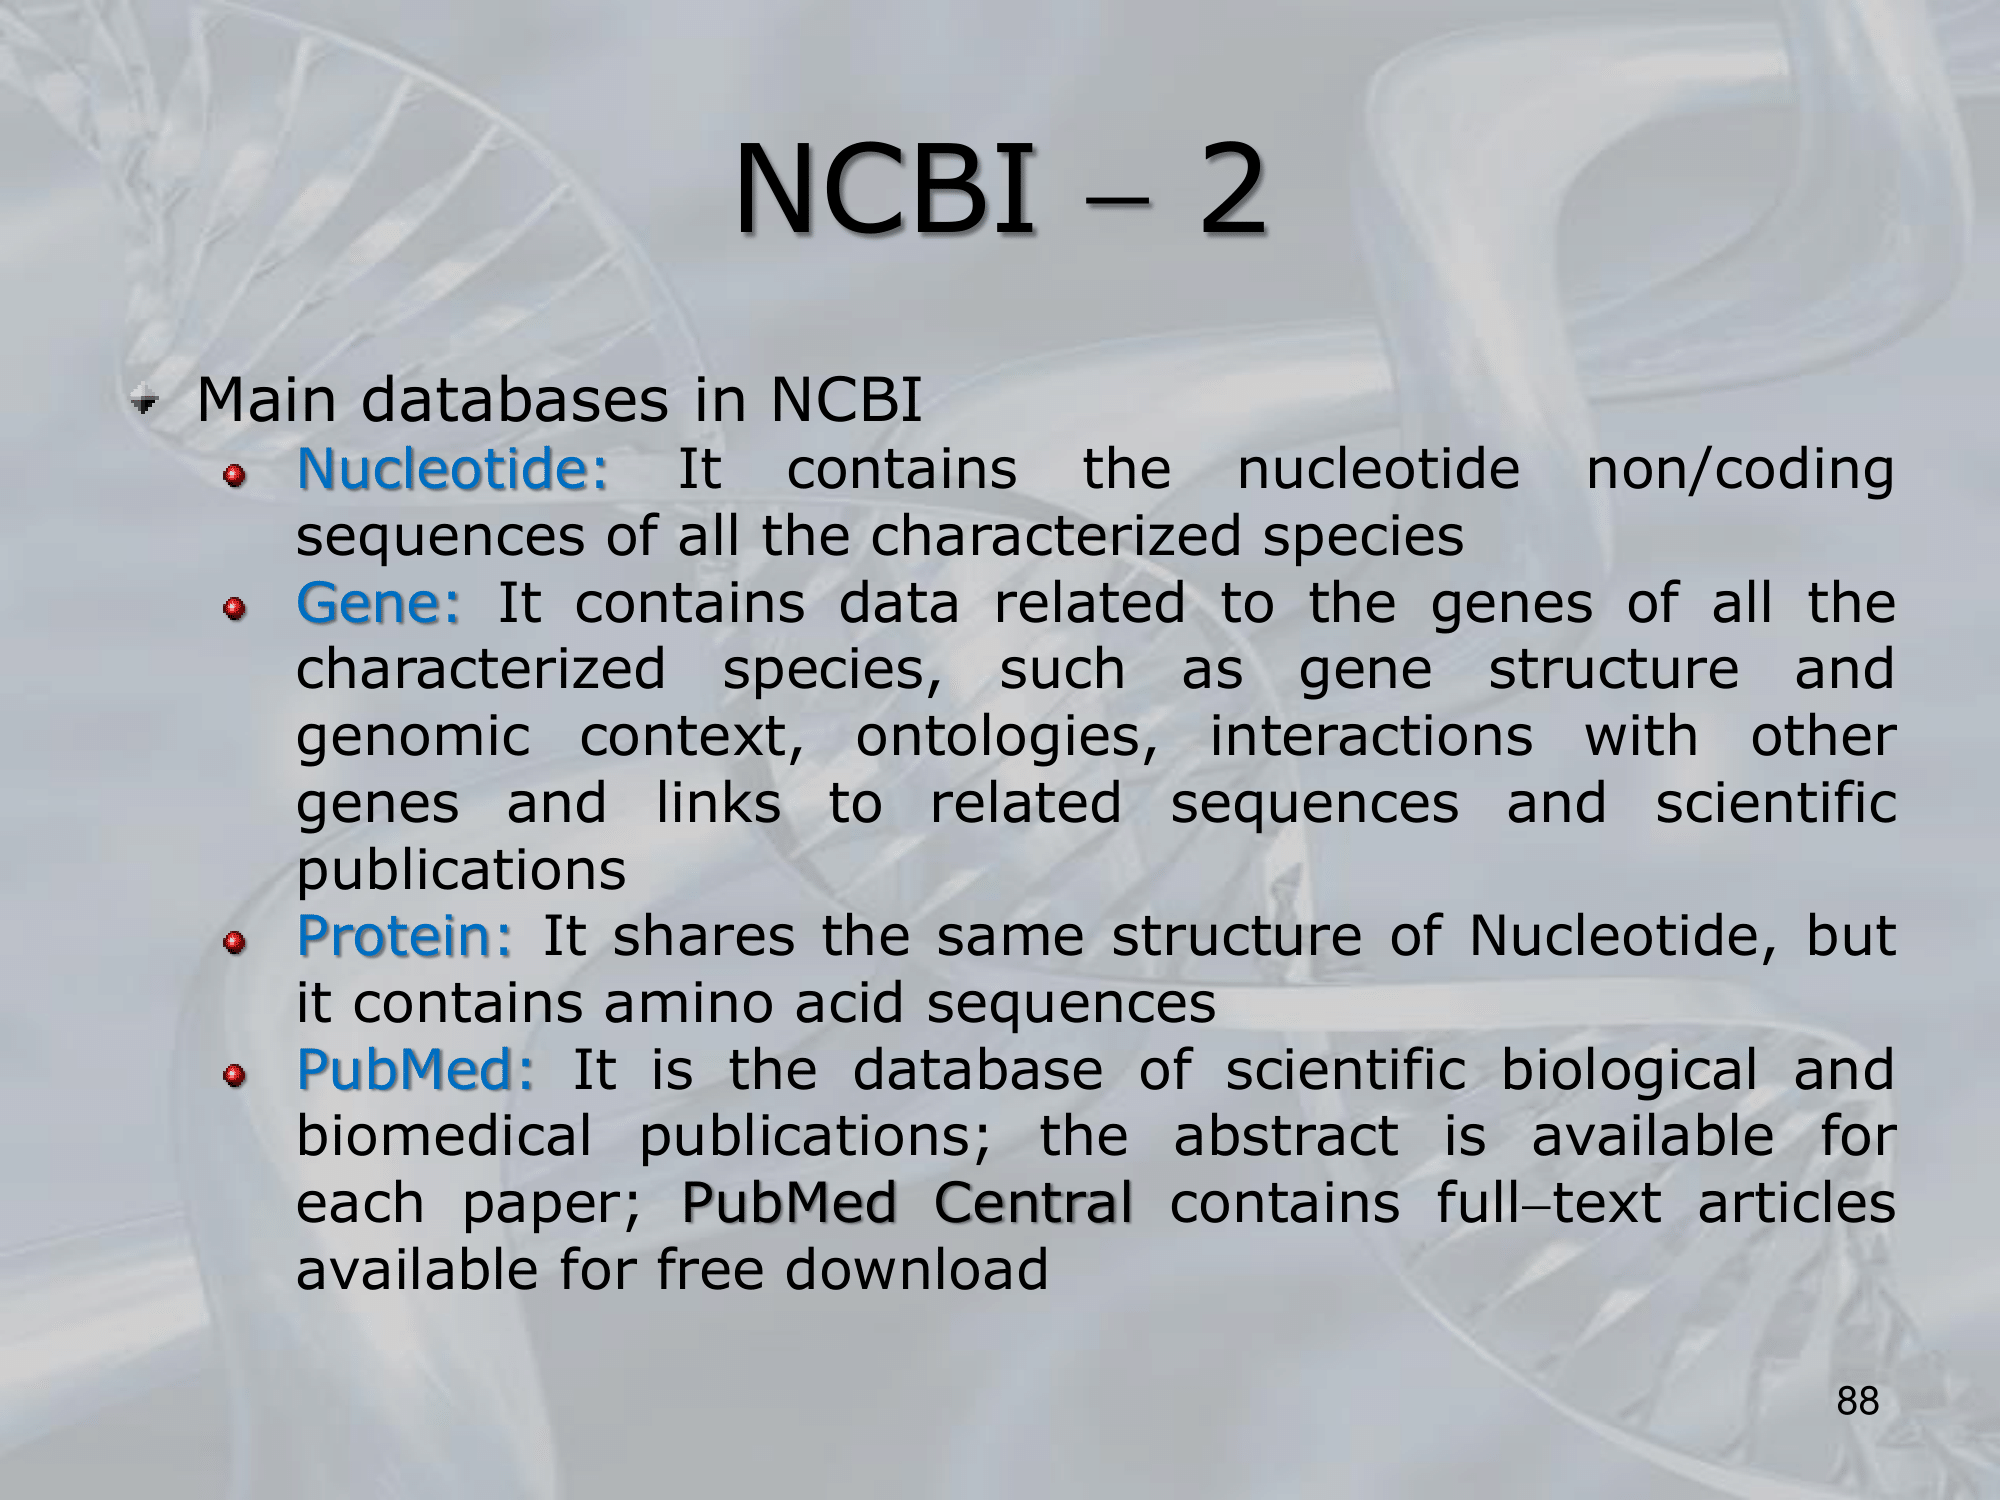 NCBI – 2
Main databases in NCBI
Nucleotide: It contains the nucleotide non/coding
sequences of all the characterized species
Gene: It contains data related to the genes of all the
characterized species, such as gene structure and
genomic context, ontologies, interactions with other
genes and links to related sequences and scientific
publications
Protein: It shares the same structure of Nucleotide, but
it contains amino acid sequences
PubMed: It is the database of scientific biological and
biomedical publications; the abstract is available for
each paper; PubMed Central contains full–text articles
available for free download
88